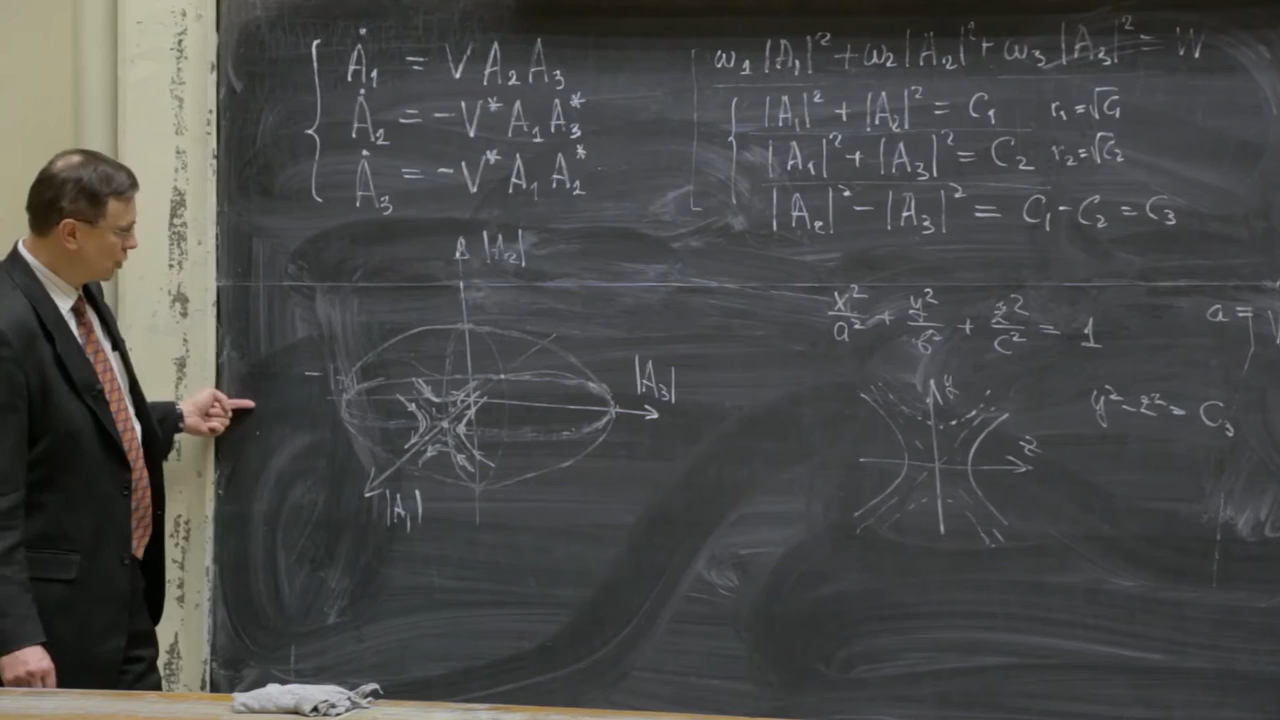 Ȧ₁ = V A₂ A₃
Ȧ₂ = -V* A₁ A₃*
Ȧ₃ = -V* A₁ A₂*
ω₁ |A₁|² + ω₂ |A₂|² + ω₃ |A₃|² = W
|A₁|² + |A₂|² = C₁ r₁ = √C₁
|A₁|² + |A₃|² = C₂ r₂ = √C₂
|A₂|² - |A₃|² = C₁ - C₂ = C₃
|A₂|
|A₃|
|A₁|
x²/a² + y²/b² + z²/c² = 1
a =
y
z
y² - z² = C₃